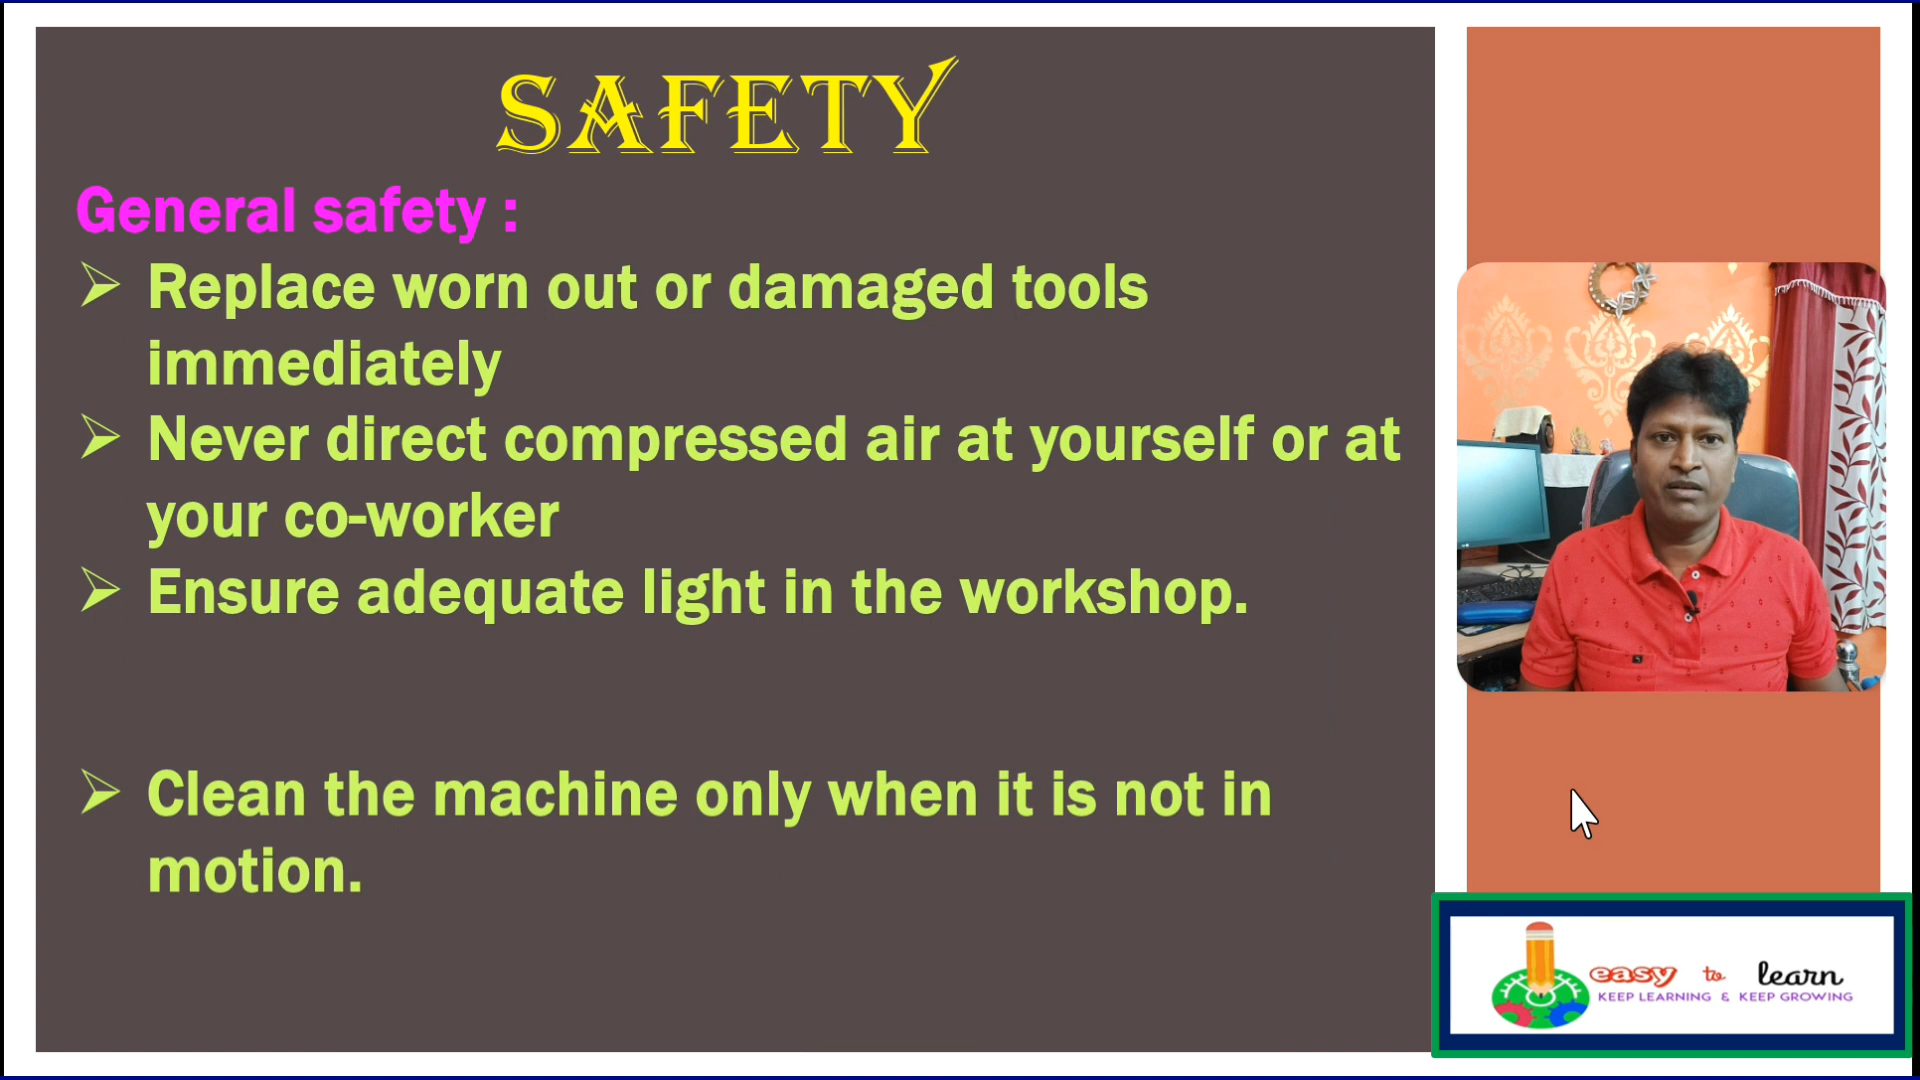 SAFETY
General safety :
➢ Replace worn out or damaged tools
immediately
➢ Never direct compressed air at yourself or at
your co-worker
➢ Ensure adequate light in the workshop.
➢ Clean the machine only when it is not in
motion.
easy to learn
KEEP LEARNING & KEEP GROWING